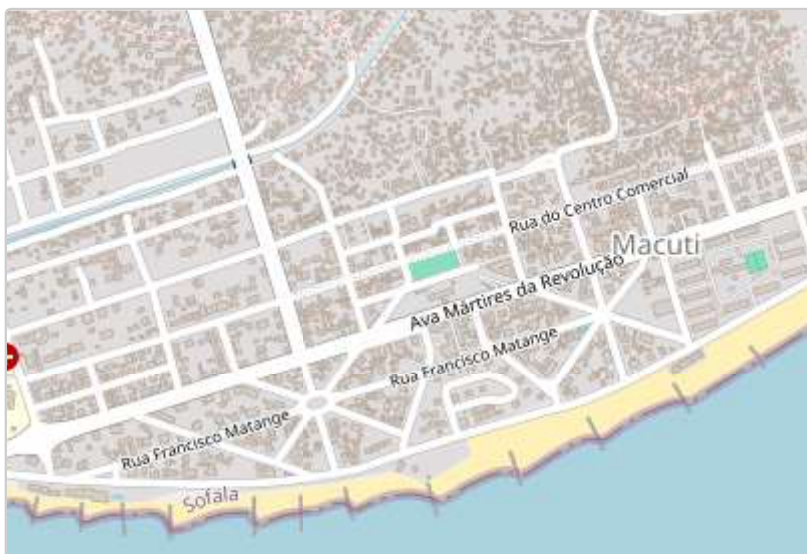 Rua do Centro Comercial
Macuti
Ava Mártires da Revolução
Rua Francisco Matange
Rua Francisco Matange
Sofala